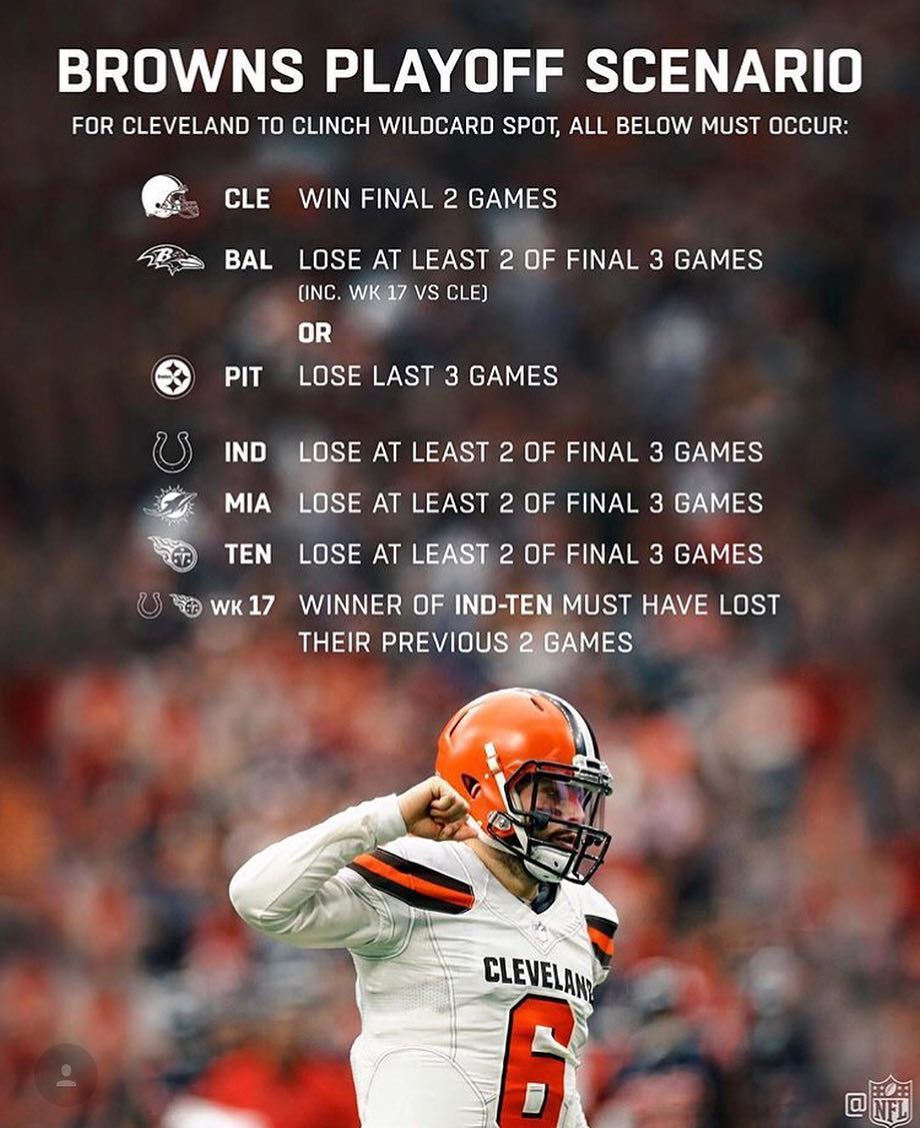 BROWNS PLAYOFF SCENARIO
FOR CLEVELAND TO CLINCH WILDCARD SPOT, ALL BELOW MUST OCCUR:
CLE WIN FINAL 2 GAMES
BAL LOSE AT LEAST 2 OF FINAL 3 GAMES
(INC. WK 17 VS CLE)
OR
PIT LOSE LAST 3 GAMES
IND LOSE AT LEAST 2 OF FINAL 3 GAMES
MIA LOSE AT LEAST 2 OF FINAL 3 GAMES
TEN LOSE AT LEAST 2 OF FINAL 3 GAMES
WK 17 WINNER OF IND-TEN MUST HAVE LOST
THEIR PREVIOUS 2 GAMES
CLEVELAND
6
@NFL